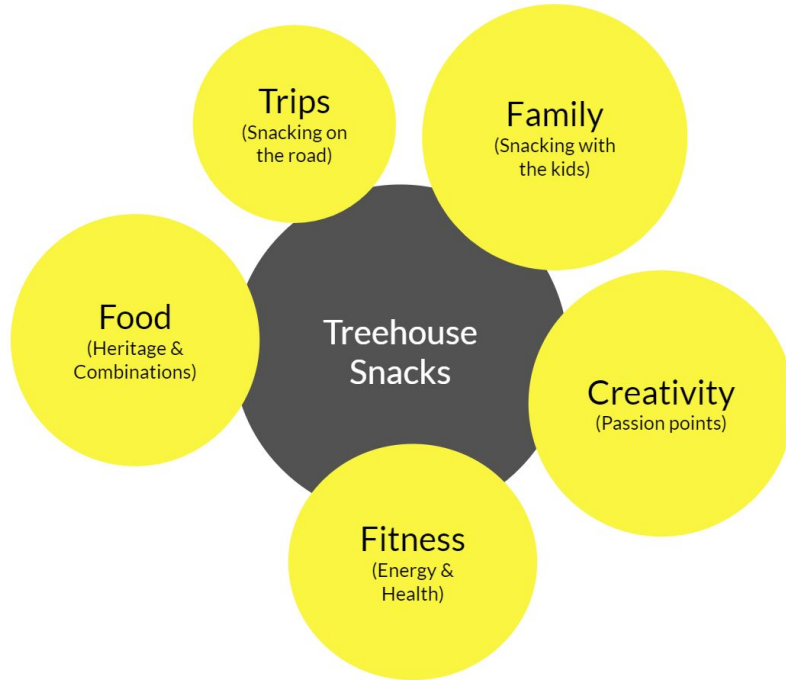 Trips
(Snacking on
the road)
Family
(Snacking with
the kids)
Food
(Heritage &
Combinations)
Treehouse
Snacks
Creativity
(Passion points)
Fitness
(Energy &
Health)